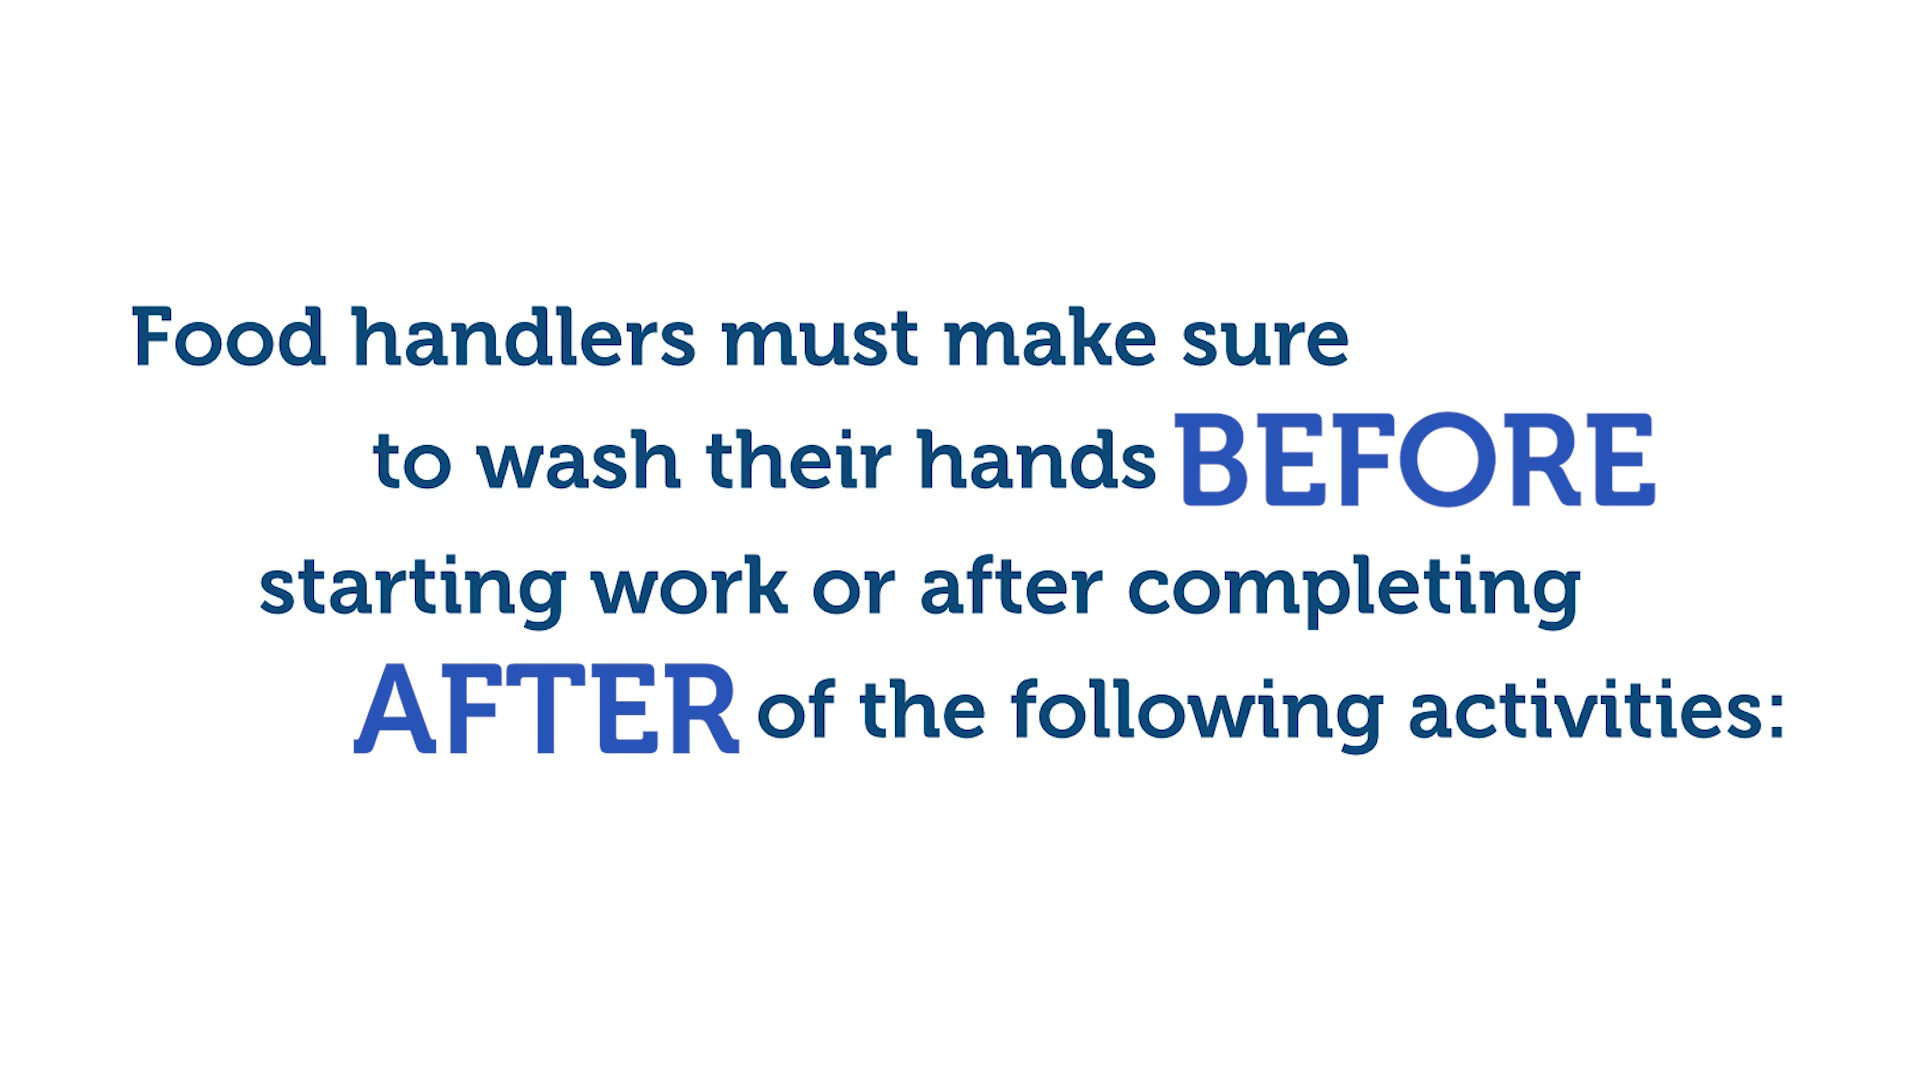 Food handlers must make sure
to wash their hands BEFORE
starting work or after completing
AFTER of the following activities: